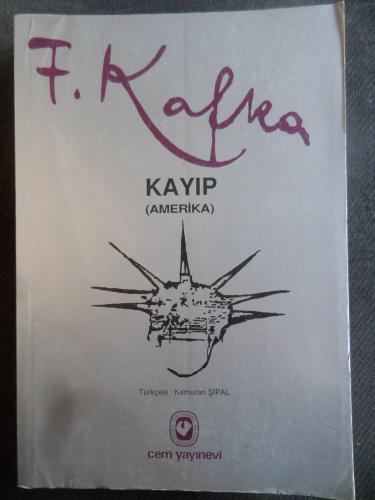 F. Kafka
KAYIP
(AMERİKA)
Türkçesi : Kamuran ŞİPAL
cem yayınevi